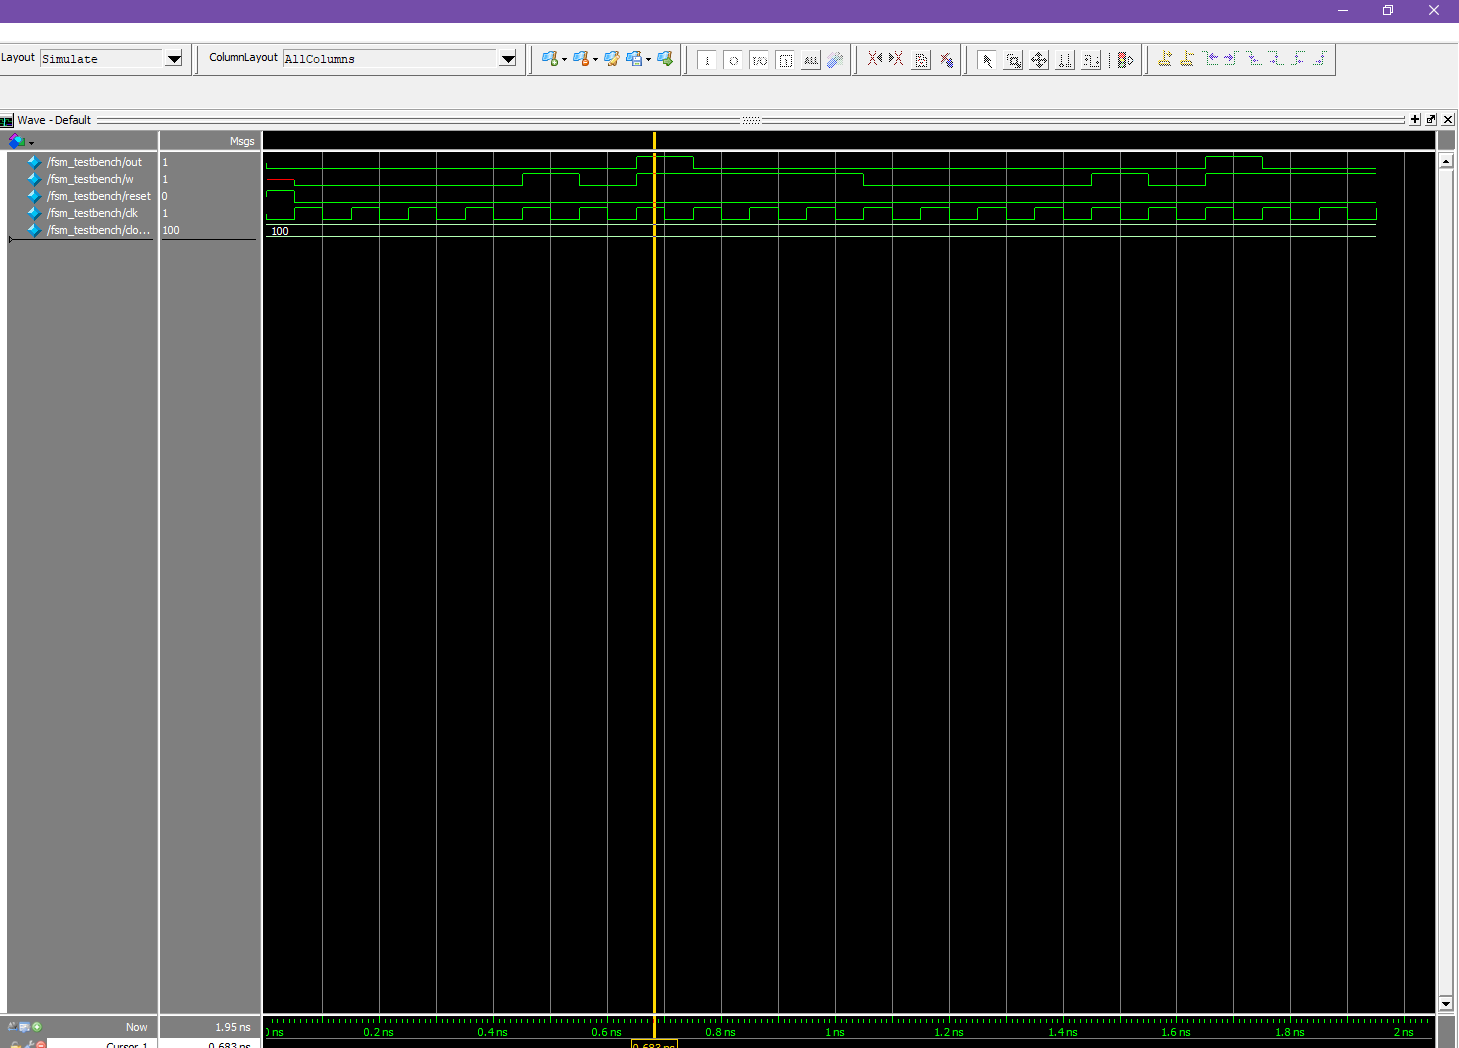 Layout Simulate ColumnLayout AllColumns
ALL
Wave - Default
Msgs
/fsm_testbench/out 1
/fsm_testbench/w 1
/fsm_testbench/reset 0
/fsm_testbench/clk 1
/fsm_testbench/clo... 100
100
Now 1.95 ns
0.2 ns 0.4 ns 0.6 ns 0.8 ns 1 ns 1.2 ns 1.4 ns 1.6 ns 1.8 ns 2 ns
Cursor 1 0.683 ns 0.683 ns